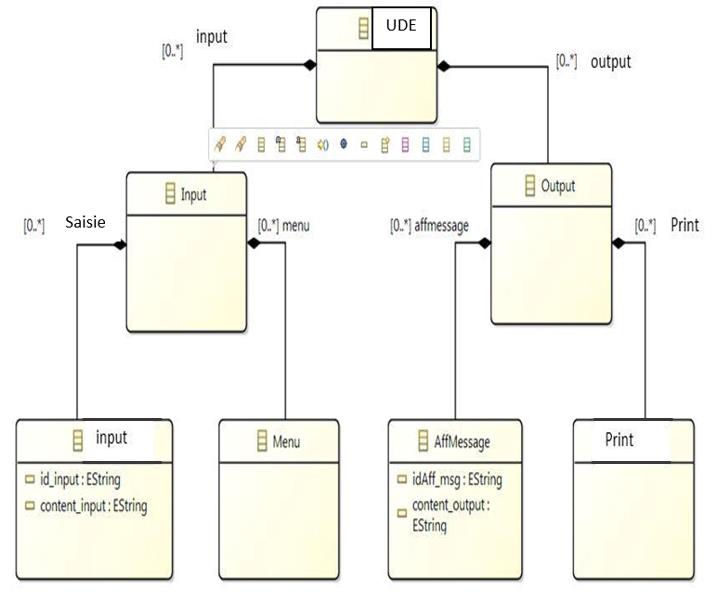 UDE
input
[0..*]
[0..*] output
Input
Output
[0..*] Saisie
[0..*] menu
[0..*] affmessage
[0..*] Print
input
id_input : EString
content_input : EString
Menu
AffMessage
idAff_msg : EString
content_output :
EString
Print